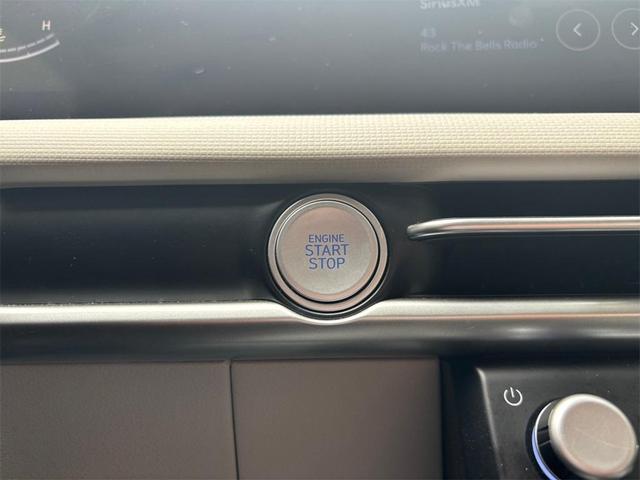 H
SiriusXM
43
Rock The Bells Radio
ENGINE
START
STOP